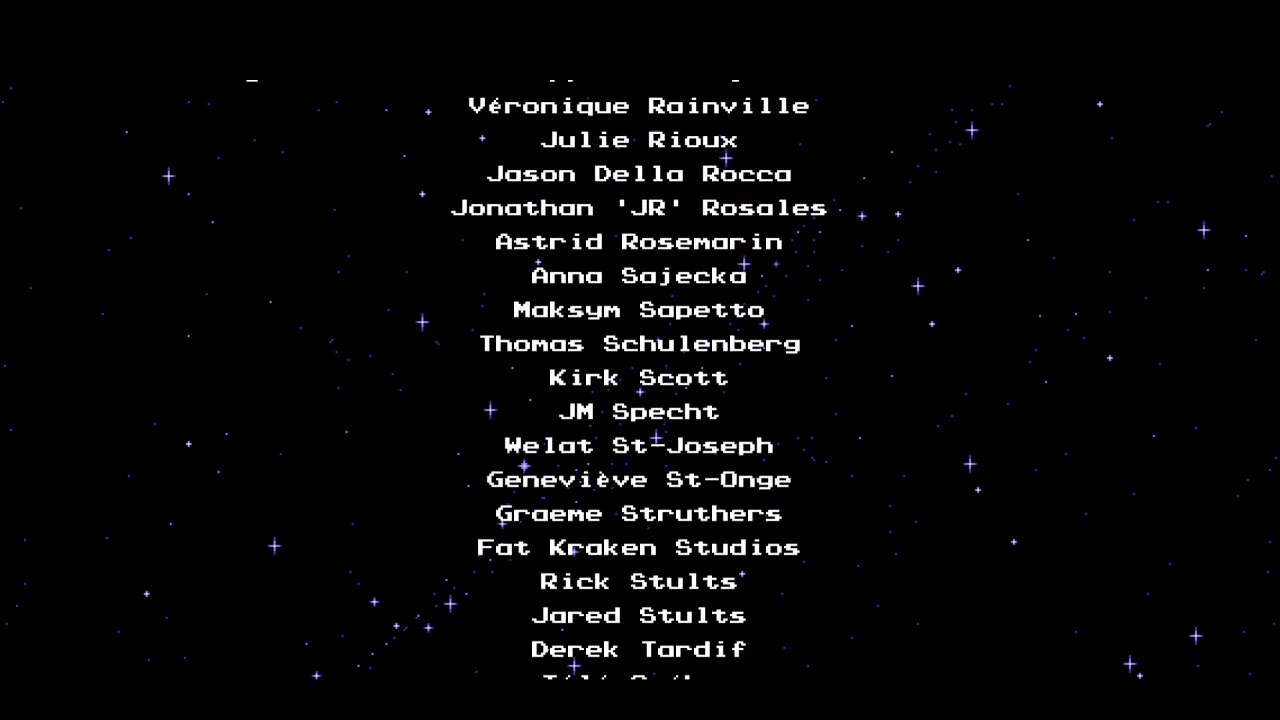 Véronique Rainville
Julie Rioux
Jason Della Rocca
Jonathan 'JR' Rosales
Astrid Rosemarin
Anna Sajecka
Maksym Sapetto
Thomas Schulenberg
Kirk Scott
JM Specht
Welat St-Joseph
Geneviève St-Onge
Graeme Struthers
Fat Kraken Studios
Rick Stults
Jared Stults
Derek Tardif